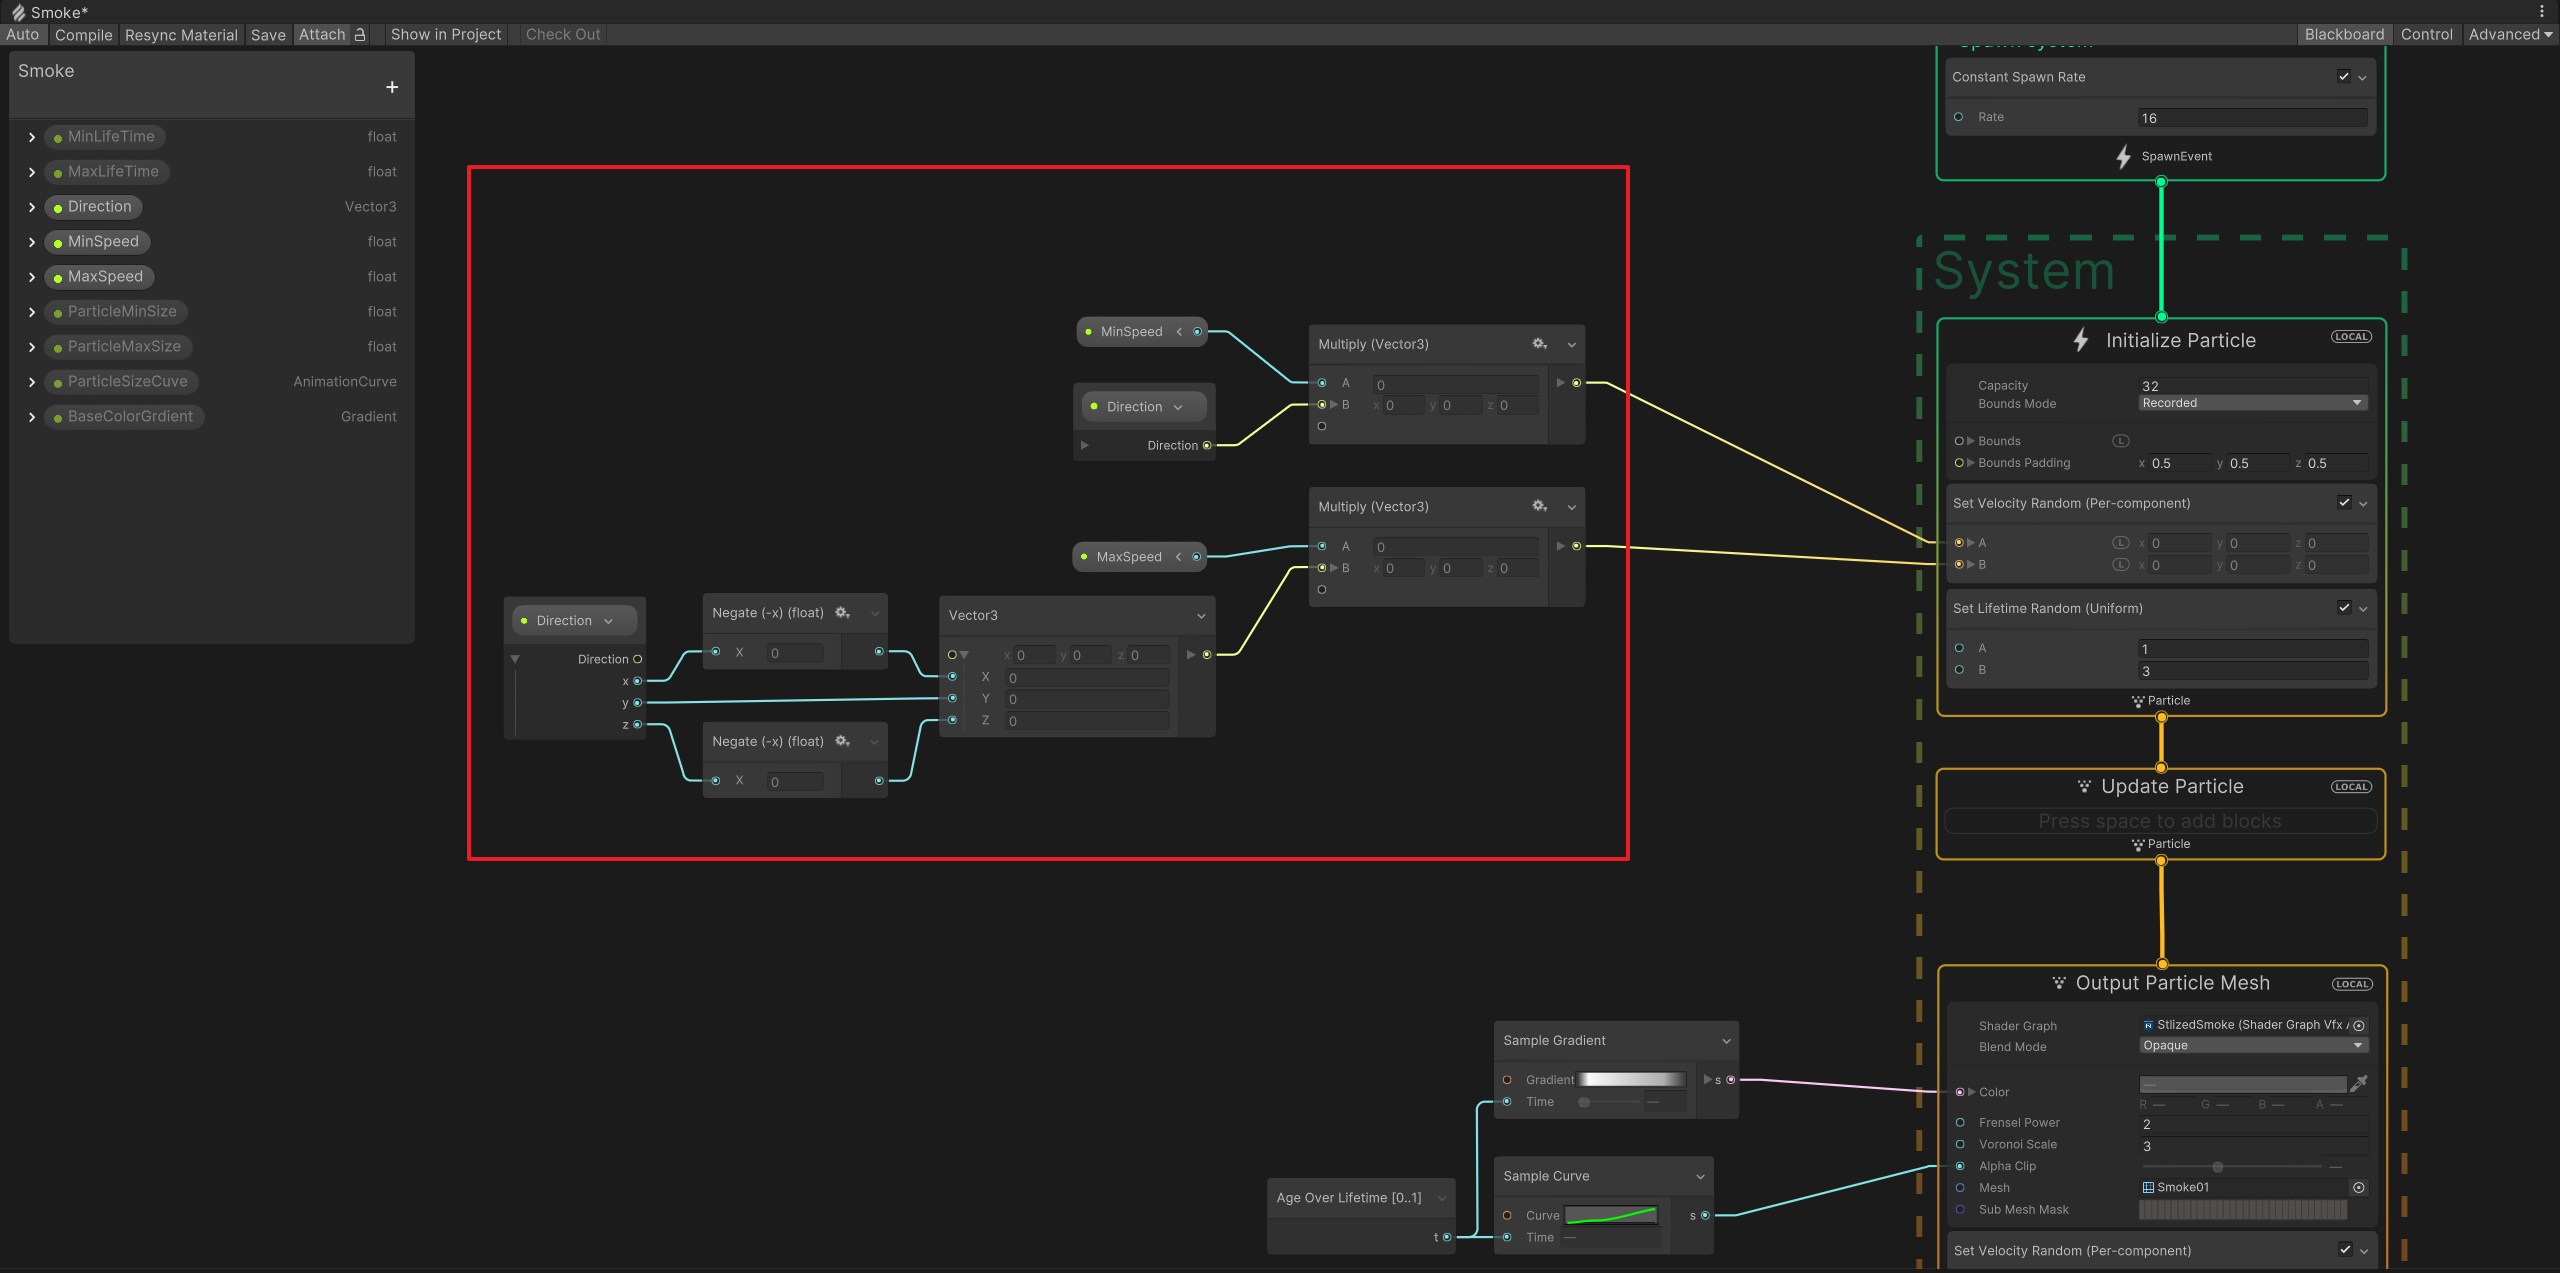 Smoke*
Auto Compile Resync Material Save Attach Show in Project Check Out Blackboard Control Advanced
Smoke
+
MinLifeTime float
MaxLifeTime float
Direction Vector3
MinSpeed float
MaxSpeed float
ParticleMinSize float
ParticleMaxSize float
ParticleSizeCuve AnimationCurve
BaseColorGrdient Gradient
MinSpeed
Direction
Direction
Multiply (Vector3)
A 0
B x 0 y 0 z 0
MaxSpeed
Multiply (Vector3)
A 0
B x 0 y 0 z 0
Direction
Direction
x
y
z
Negate (-x) (float)
X 0
Negate (-x) (float)
X 0
Vector3
x 0 y 0 z 0
X 0
Y 0
Z 0
Spawn system
Constant Spawn Rate
Rate 16
SpawnEvent
System
Initialize Particle LOCAL
Capacity 32
Bounds Mode Recorded
Bounds L
Bounds Padding x 0.5 y 0.5 z 0.5
Set Velocity Random (Per-component)
A L x 0 y 0 z 0
B L x 0 y 0 z 0
Set Lifetime Random (Uniform)
A 1
B 3
Particle
Update Particle LOCAL
Press space to add blocks
Particle
Output Particle Mesh LOCAL
Shader Graph StlizedSmoke (Shader Graph Vfx
Blend Mode Opaque
Color
R — G — B — A —
Frensel Power 2
Voronoi Scale 3
Alpha Clip —
Mesh Smoke01
Sub Mesh Mask
Set Velocity Random (Per-component)
Sample Gradient
Gradient s
Time —
Sample Curve
Curve s
Time —
Age Over Lifetime [0..1]
t